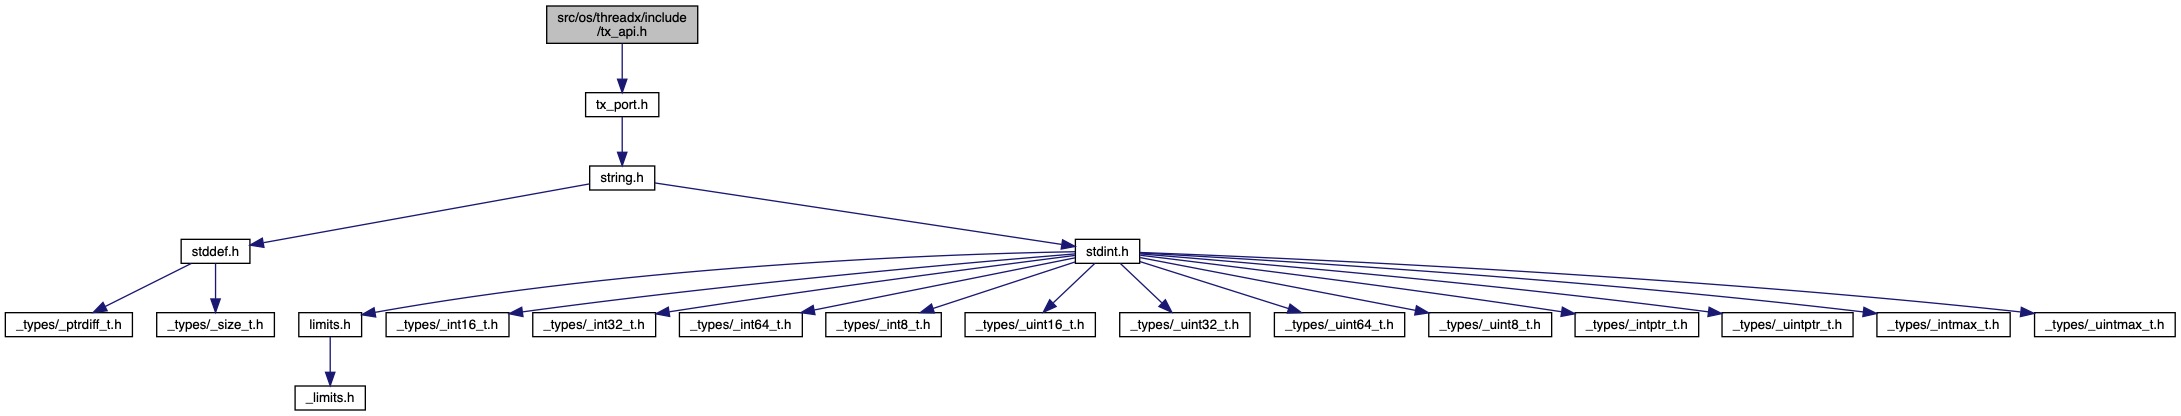 src/os/threadx/include
/tx_api.h
tx_port.h
string.h
stddef.h
stdint.h
_types/_ptrdiff_t.h
_types/_size_t.h
limits.h
_types/_int16_t.h
_types/_int32_t.h
_types/_int64_t.h
_types/_int8_t.h
_types/_uint16_t.h
_types/_uint32_t.h
_types/_uint64_t.h
_types/_uint8_t.h
_types/_intptr_t.h
_types/_uintptr_t.h
_types/_intmax_t.h
_types/_uintmax_t.h
_limits.h